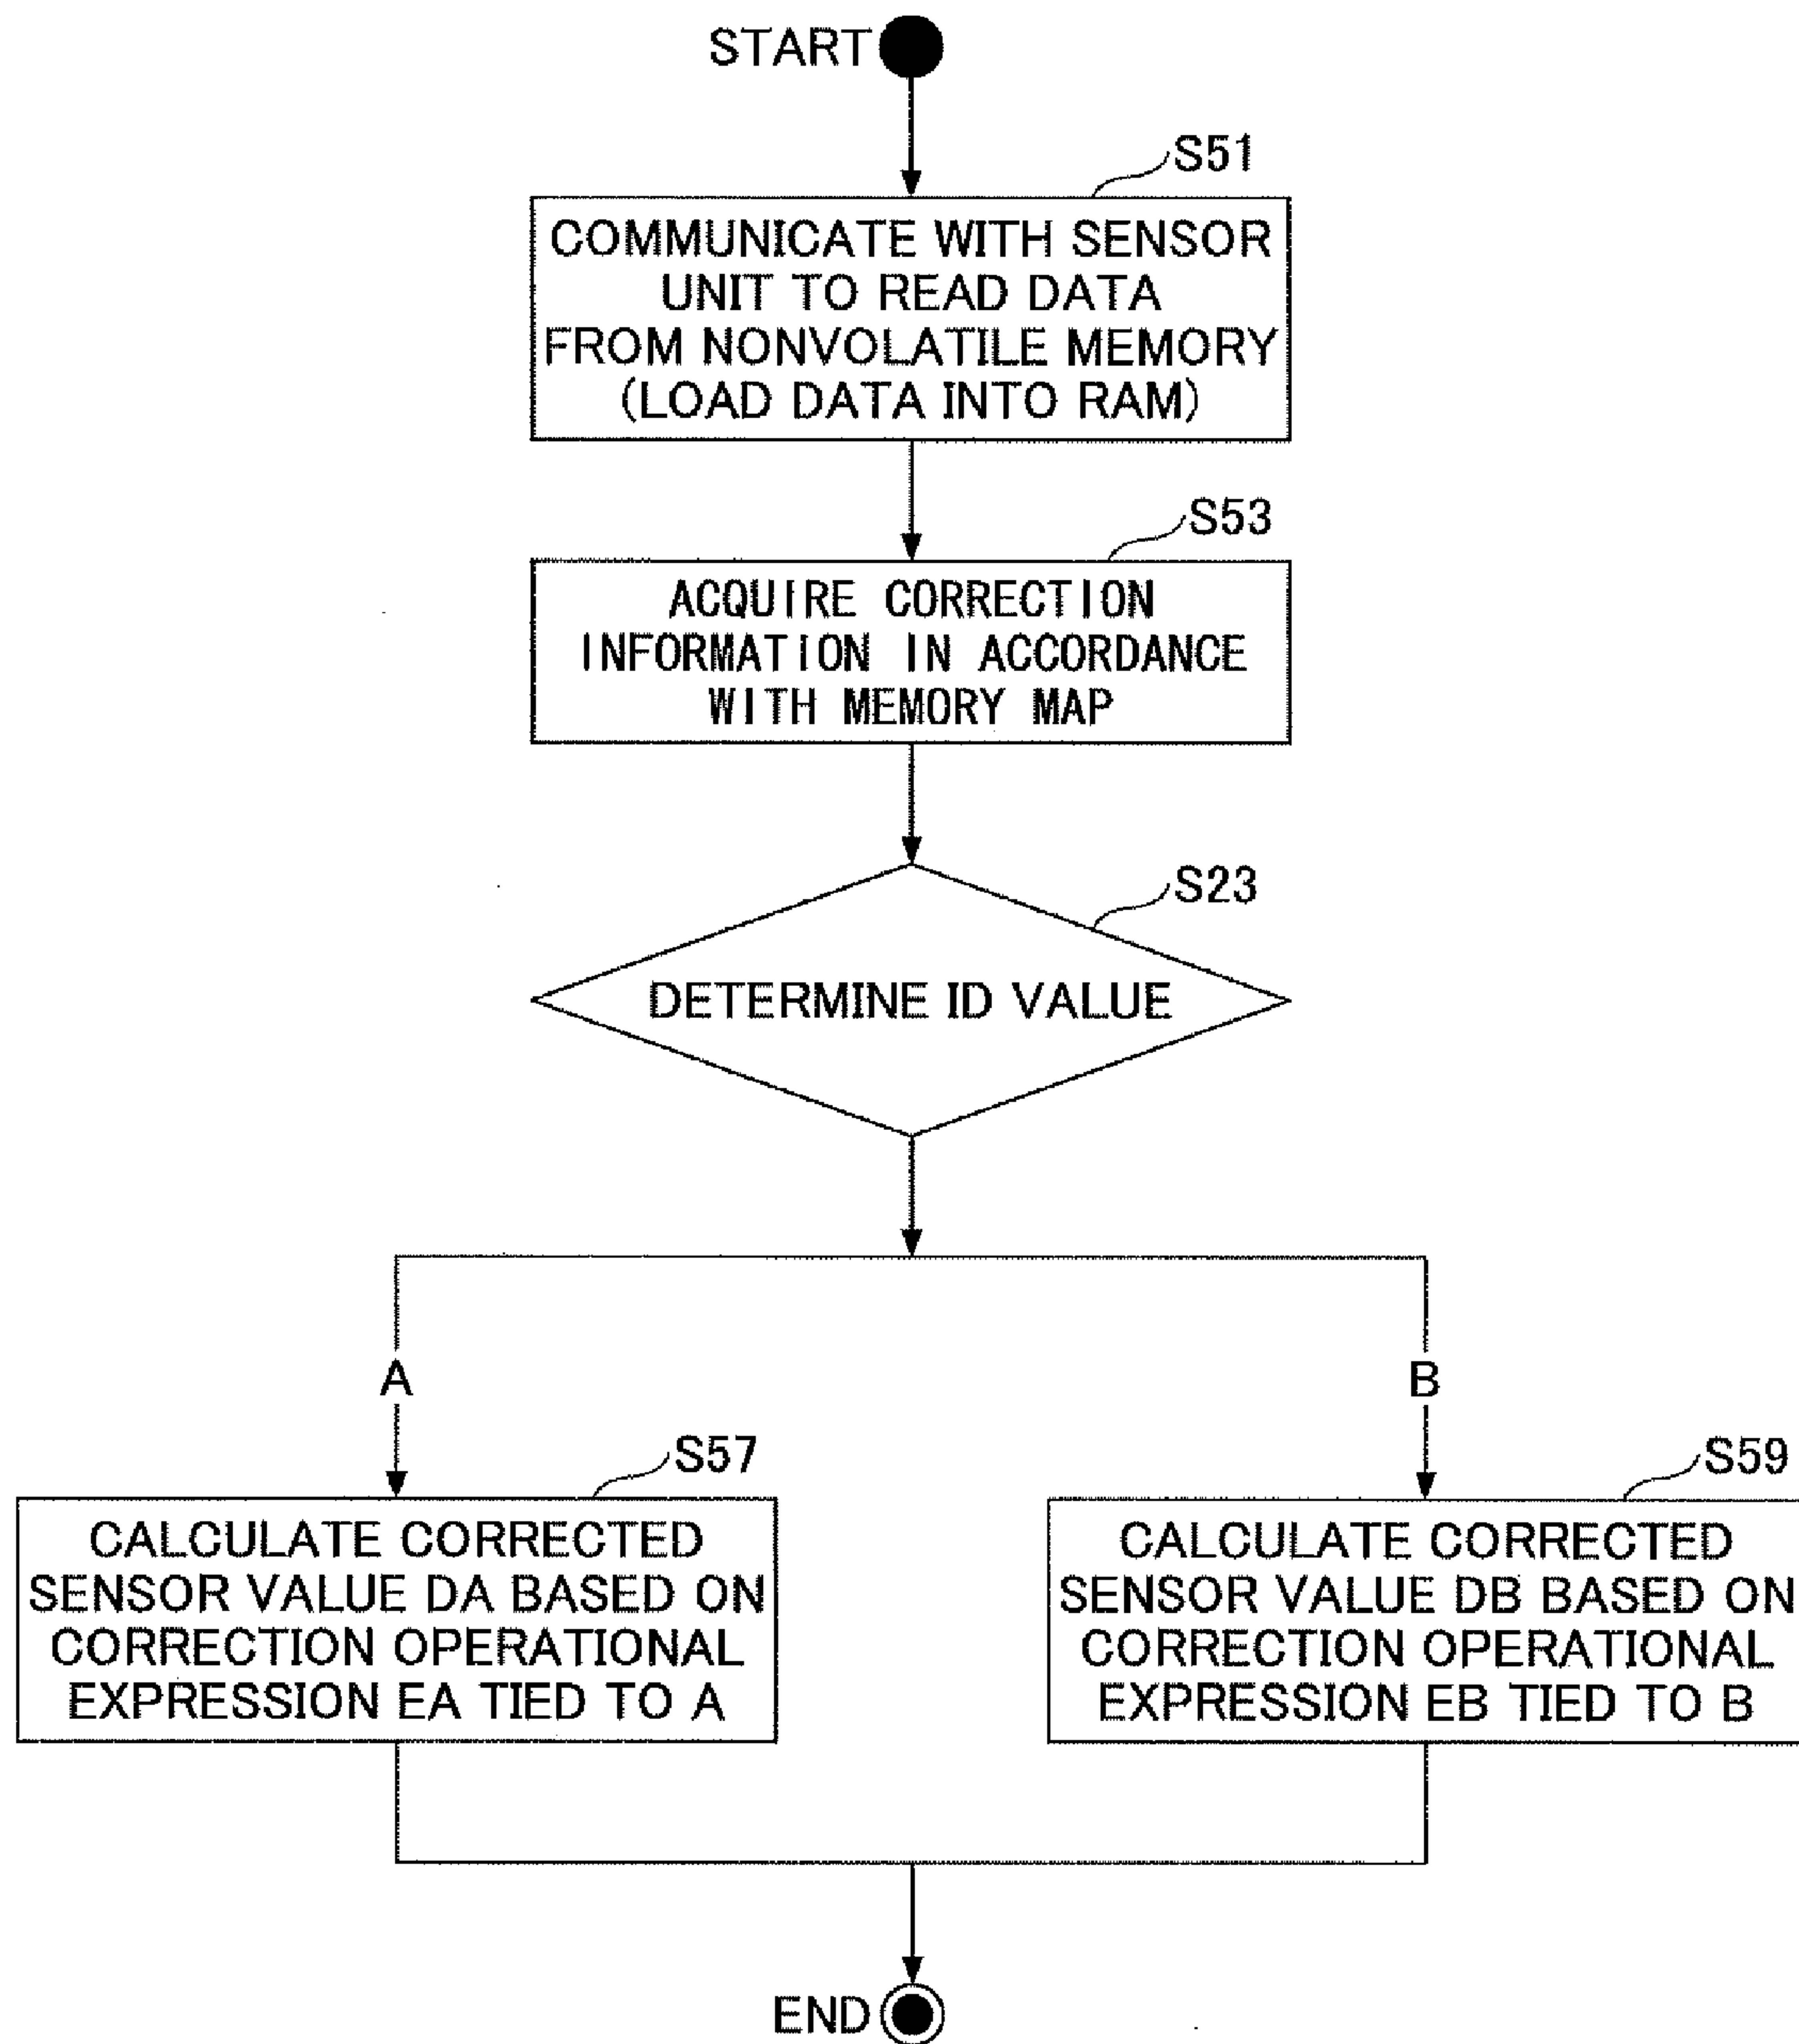 START
S51
COMMUNICATE WITH SENSOR
UNIT TO READ DATA
FROM NONVOLATILE MEMORY
(LOAD DATA INTO RAM)
S53
ACQUIRE CORRECTION
INFORMATION IN ACCORDANCE
WITH MEMORY MAP
S23
DETERMINE ID VALUE
A
B
S57
CALCULATE CORRECTED
SENSOR VALUE DA BASED ON
CORRECTION OPERATIONAL
EXPRESSION EA TIED TO A
S59
CALCULATE CORRECTED
SENSOR VALUE DB BASED ON
CORRECTION OPERATIONAL
EXPRESSION EB TIED TO B
END